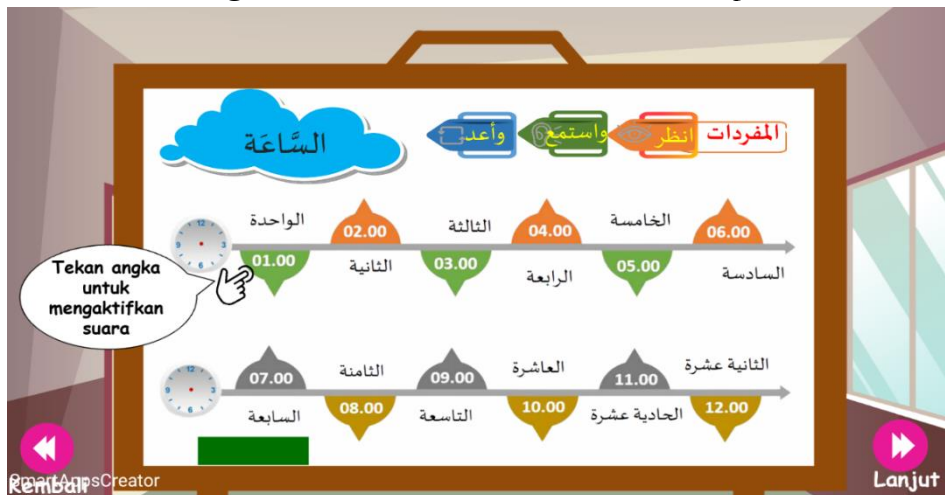 المفردات انظر واستمع وأعد
السَّاعَة
الواحدة
الثالثة
الخامسة
02.00
04.00
06.00
01.00
03.00
05.00
الثانية
الرابعة
السادسة
Tekan angka
untuk
mengaktifkan
suara
الثامنة
العاشرة
الثانية عشرة
07.00
09.00
11.00
08.00
10.00
12.00
السابعة
التاسعة
الحادية عشرة
SmartAppsCreator
Kembali
Lanjut